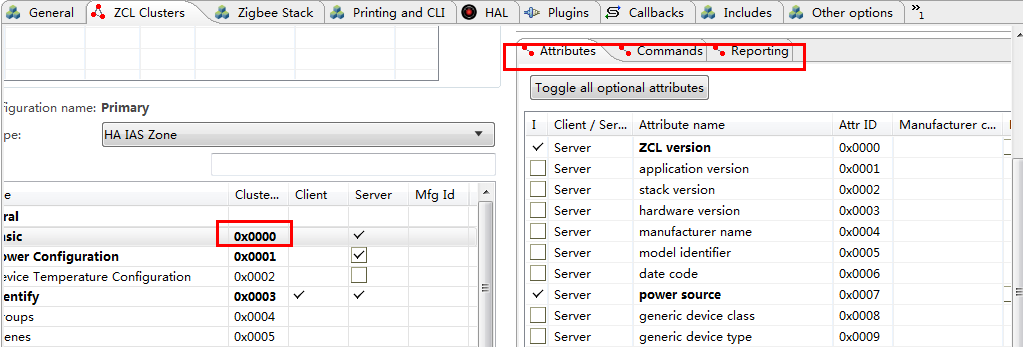 General ZCL Clusters Zigbee Stack Printing and CLI HAL Plugins Callbacks Includes Other options »1
Attributes Commands Reporting
Toggle all optional attributes
nfiguration name: Primary
pe: HA IAS Zone
I Client / Ser... Attribute name Attr ID Manufacturer c...
Server ZCL version 0x0000
Server application version 0x0001
Server stack version 0x0002
Server hardware version 0x0003
Server manufacturer name 0x0004
Server model identifier 0x0005
Server date code 0x0006
Server power source 0x0007
Server generic device class 0x0008
Server generic device type 0x0009
e Cluste... Client Server Mfg Id
eral
asic 0x0000
ower Configuration 0x0001
evice Temperature Configuration 0x0002
entify 0x0003
roups 0x0004
enes 0x0005